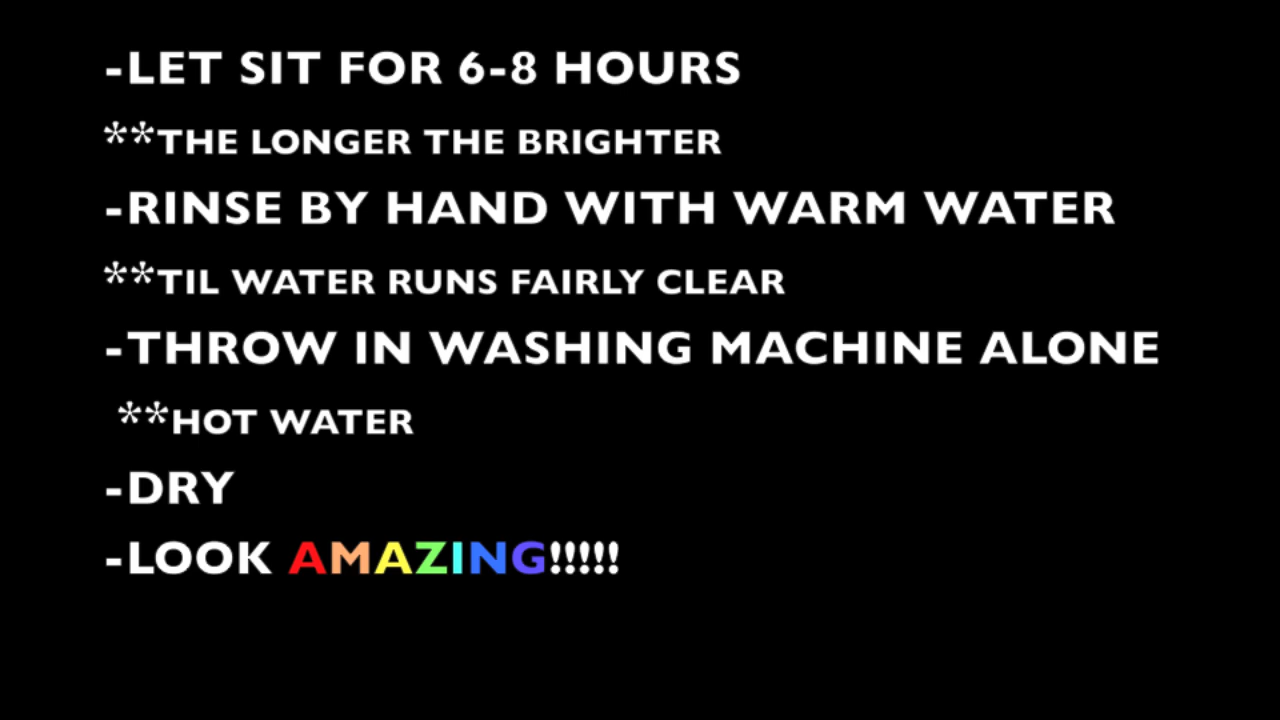 -LET SIT FOR 6-8 HOURS
**THE LONGER THE BRIGHTER
-RINSE BY HAND WITH WARM WATER
**TIL WATER RUNS FAIRLY CLEAR
-THROW IN WASHING MACHINE ALONE
**HOT WATER
-DRY
-LOOK AMAZING!!!!!